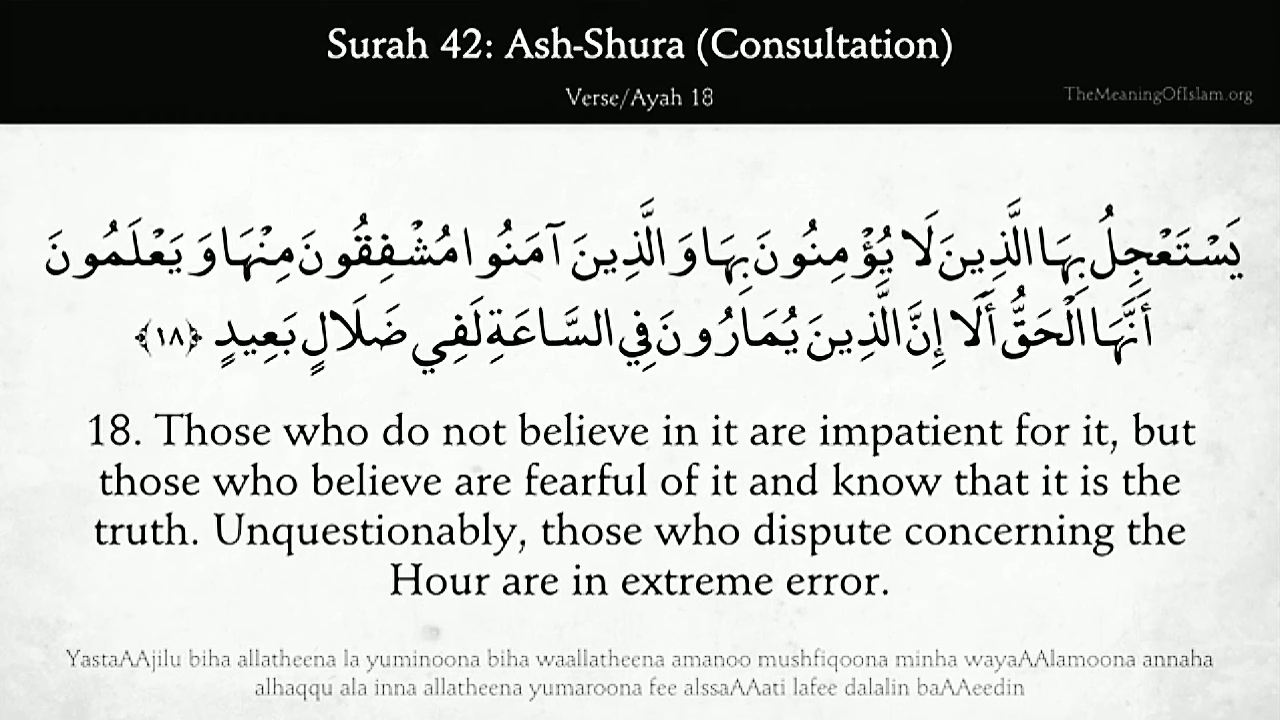 Surah 42: Ash-Shura (Consultation)
Verse/Ayah 18
TheMeaningOfIslam.org
يَسْتَعْجِلُ بِهَا الَّذِينَ لَا يُؤْمِنُونَ بِهَا وَالَّذِينَ آمَنُوا مُشْفِقُونَ مِنْهَا وَيَعْلَمُونَ
أَنَّهَا الْحَقُّ أَلَا إِنَّ الَّذِينَ يُمَارُونَ فِي السَّاعَةِ لَفِي ضَلَالٍ بَعِيدٍ ﴿١٨﴾
18. Those who do not believe in it are impatient for it, but
those who believe are fearful of it and know that it is the
truth. Unquestionably, those who dispute concerning the
Hour are in extreme error.
YastaAAjilu biha allatheena la yuminoona biha waallatheena amanoo mushfiqoona minha wayaAAlamoona annaha
alhaqqu ala inna allatheena yumaroona fee alssaAAati lafee dalalin baAAeedin